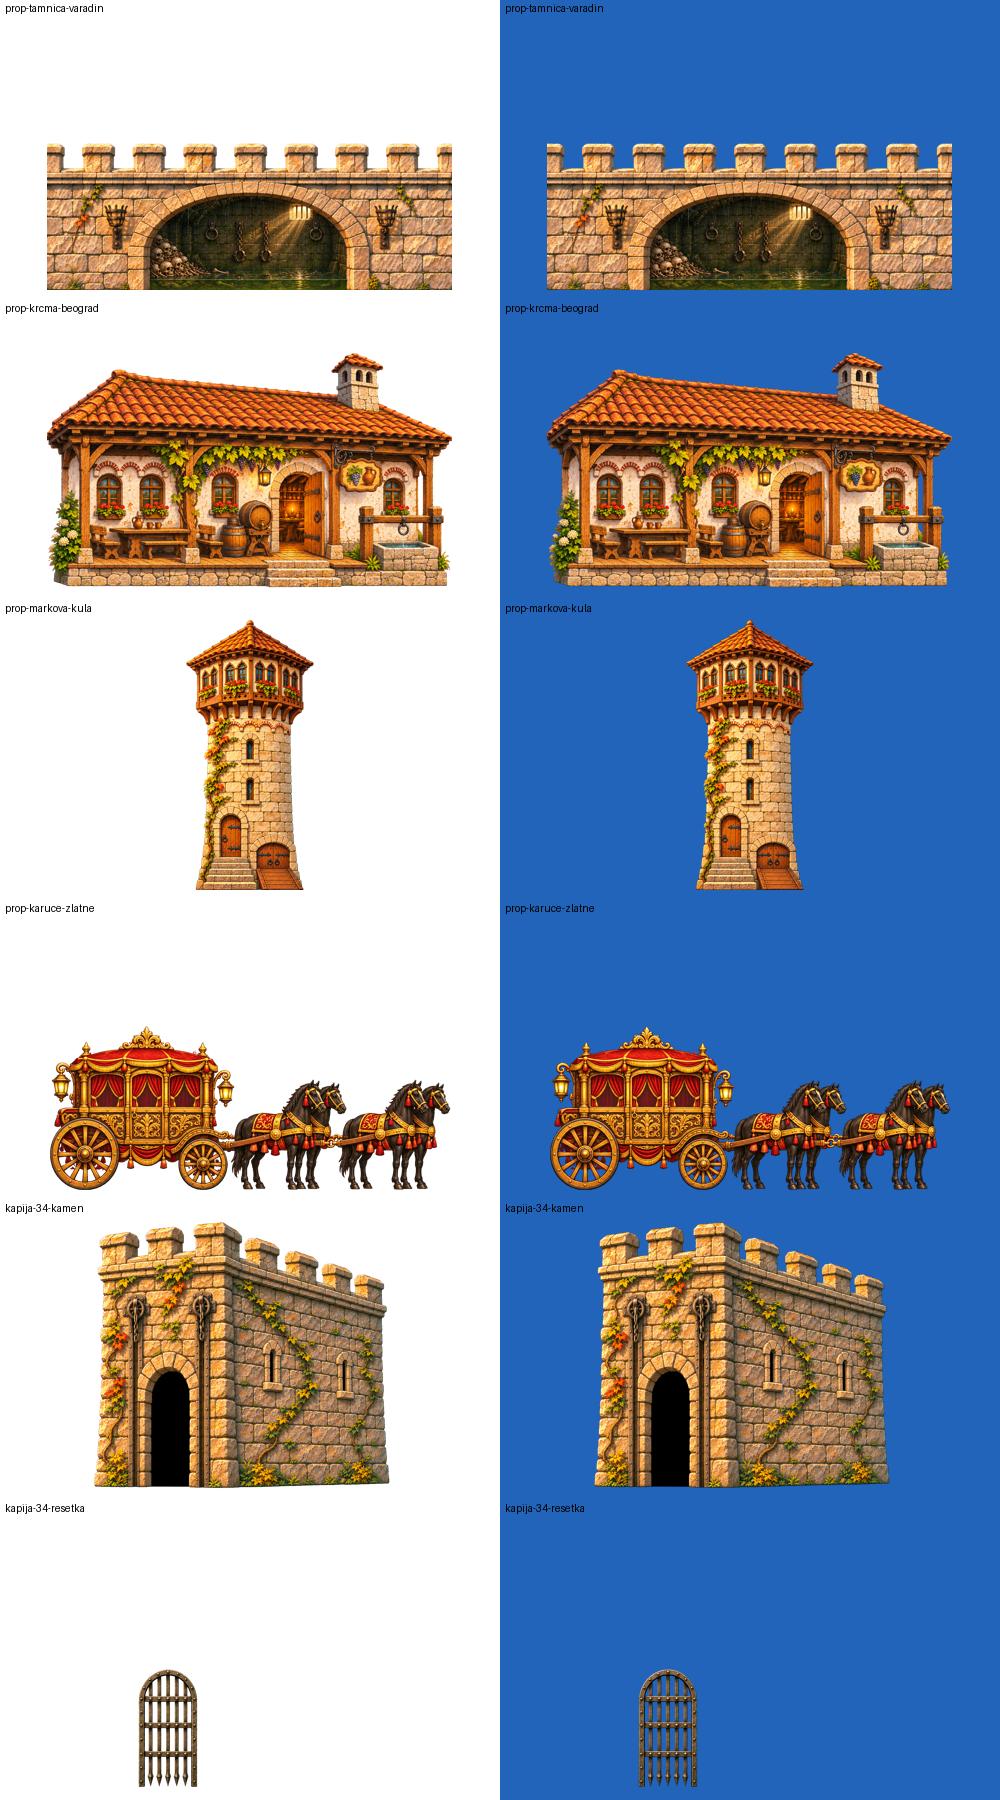 prop-tamnica-varadin
prop-tamnica-varadin
prop-krcma-beograd
prop-krcma-beograd
prop-markova-kula
prop-markova-kula
prop-karuce-zlatne
prop-karuce-zlatne
kapija-34-kamen
kapija-34-kamen
kapija-34-resetka
kapija-34-resetka